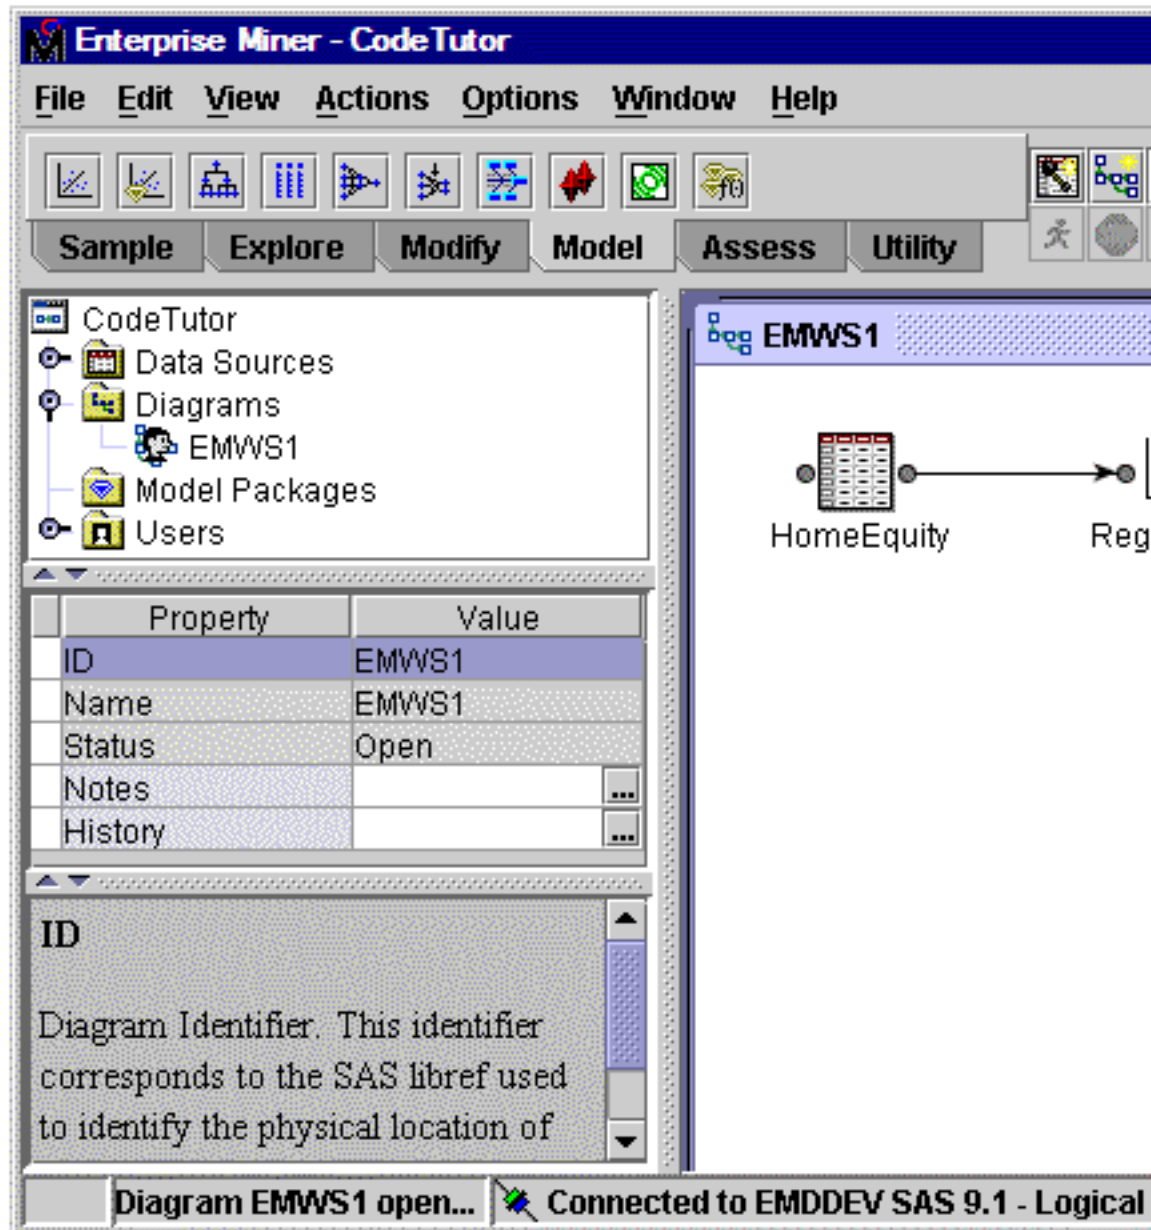 Enterprise Miner - CodeTutor
File Edit View Actions Options Window Help
Sample Explore Modify Model Assess Utility
CodeTutor
Data Sources
Diagrams
EMWS1
Model Packages
Users
Property Value
ID EMWS1
Name EMWS1
Status Open
Notes ...
History ...
ID
Diagram Identifier. This identifier
corresponds to the SAS libref used
to identify the physical location of
EMWS1
HomeEquity
Reg
Diagram EMWS1 open... Connected to EMDDEV SAS 9.1 - Logical